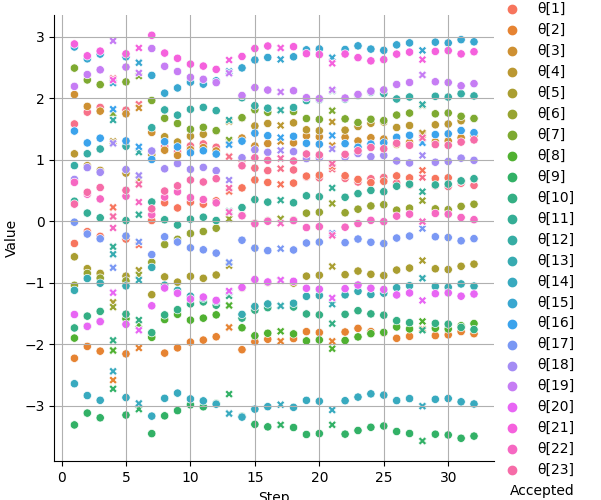 Value
3
2
1
0
−1
−2
−3
0
5
10
15
20
25
30
Step
θ[1]
θ[2]
θ[3]
θ[4]
θ[5]
θ[6]
θ[7]
θ[8]
θ[9]
θ[10]
θ[11]
θ[12]
θ[13]
θ[14]
θ[15]
θ[16]
θ[17]
θ[18]
θ[19]
θ[20]
θ[21]
θ[22]
θ[23]
Accepted